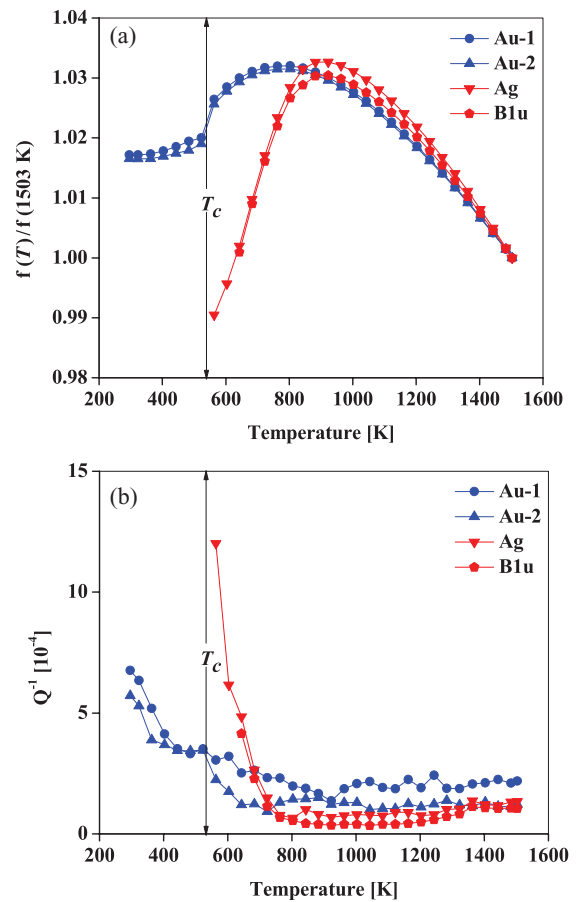 (a)
Au-1
Au-2
Ag
B1u
1.04
1.03
1.02
1.01
1.00
0.99
0.98
f (T) / f (1503 K)
Tc
200 400 600 800 1000 1200 1400 1600
Temperature [K]
(b)
Au-1
Au-2
Ag
B1u
15
10
5
0
Q-1 [10-4]
Tc
200 400 600 800 1000 1200 1400 1600
Temperature [K]